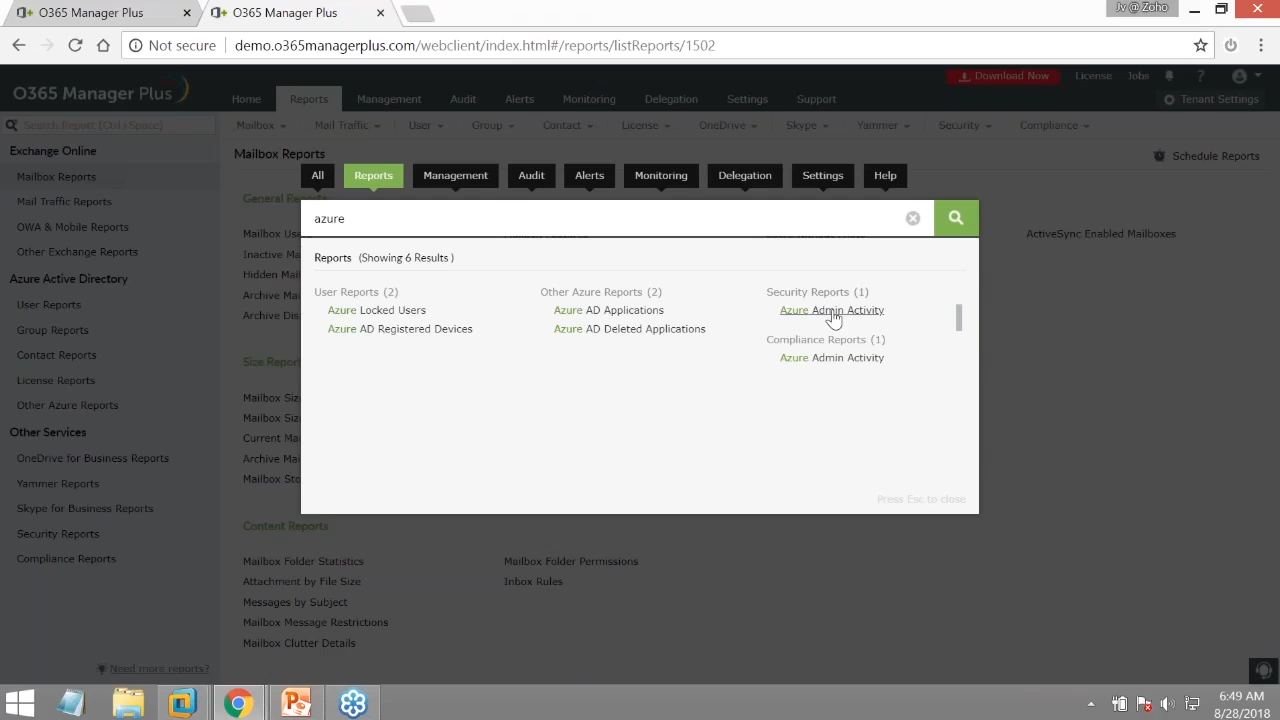 O365 Manager Plus
O365 Manager Plus
Jv @ Zoho
Not secure demo.o365managerplus.com/webclient/index.html#/reports/listReports/1502
Download Now License Jobs ?
O365 Manager Plus
Home Reports Management Audit Alerts Monitoring Delegation Settings Support
Tenant Settings
Search Report (Ctrl+Space)
Mailbox Mail Traffic User Group Contact License OneDrive Skype Yammer Security Compliance
Exchange Online
Mailbox Reports
Mail Traffic Reports
OWA & Mobile Reports
Other Exchange Reports
Azure Active Directory
User Reports
Group Reports
Contact Reports
License Reports
Other Azure Reports
Other Services
OneDrive for Business Reports
Yammer Reports
Skype for Business Reports
Security Reports
Compliance Reports
Need more reports?
Mailbox Reports
Schedule Reports
All Reports Management Audit Alerts Monitoring Delegation Settings Help
azure
Reports (Showing 6 Results )
User Reports (2)
Azure Locked Users
Azure AD Registered Devices
Other Azure Reports (2)
Azure AD Applications
Azure AD Deleted Applications
Security Reports (1)
Azure Admin Activity
Compliance Reports (1)
Azure Admin Activity
Press Esc to close
General Re
Mailbox Use
Inactive Ma
Hidden Mail
Archive Mai
Archive Dis
ActiveSync Enabled Mailboxes
Size Repor
Mailbox Siz
Mailbox Siz
Current Ma
Archive Ma
Mailbox Sto
Content Reports
Mailbox Folder Statistics
Attachment by File Size
Messages by Subject
Mailbox Message Restrictions
Mailbox Clutter Details
Mailbox Folder Permissions
Inbox Rules
6:49 AM
8/28/2018